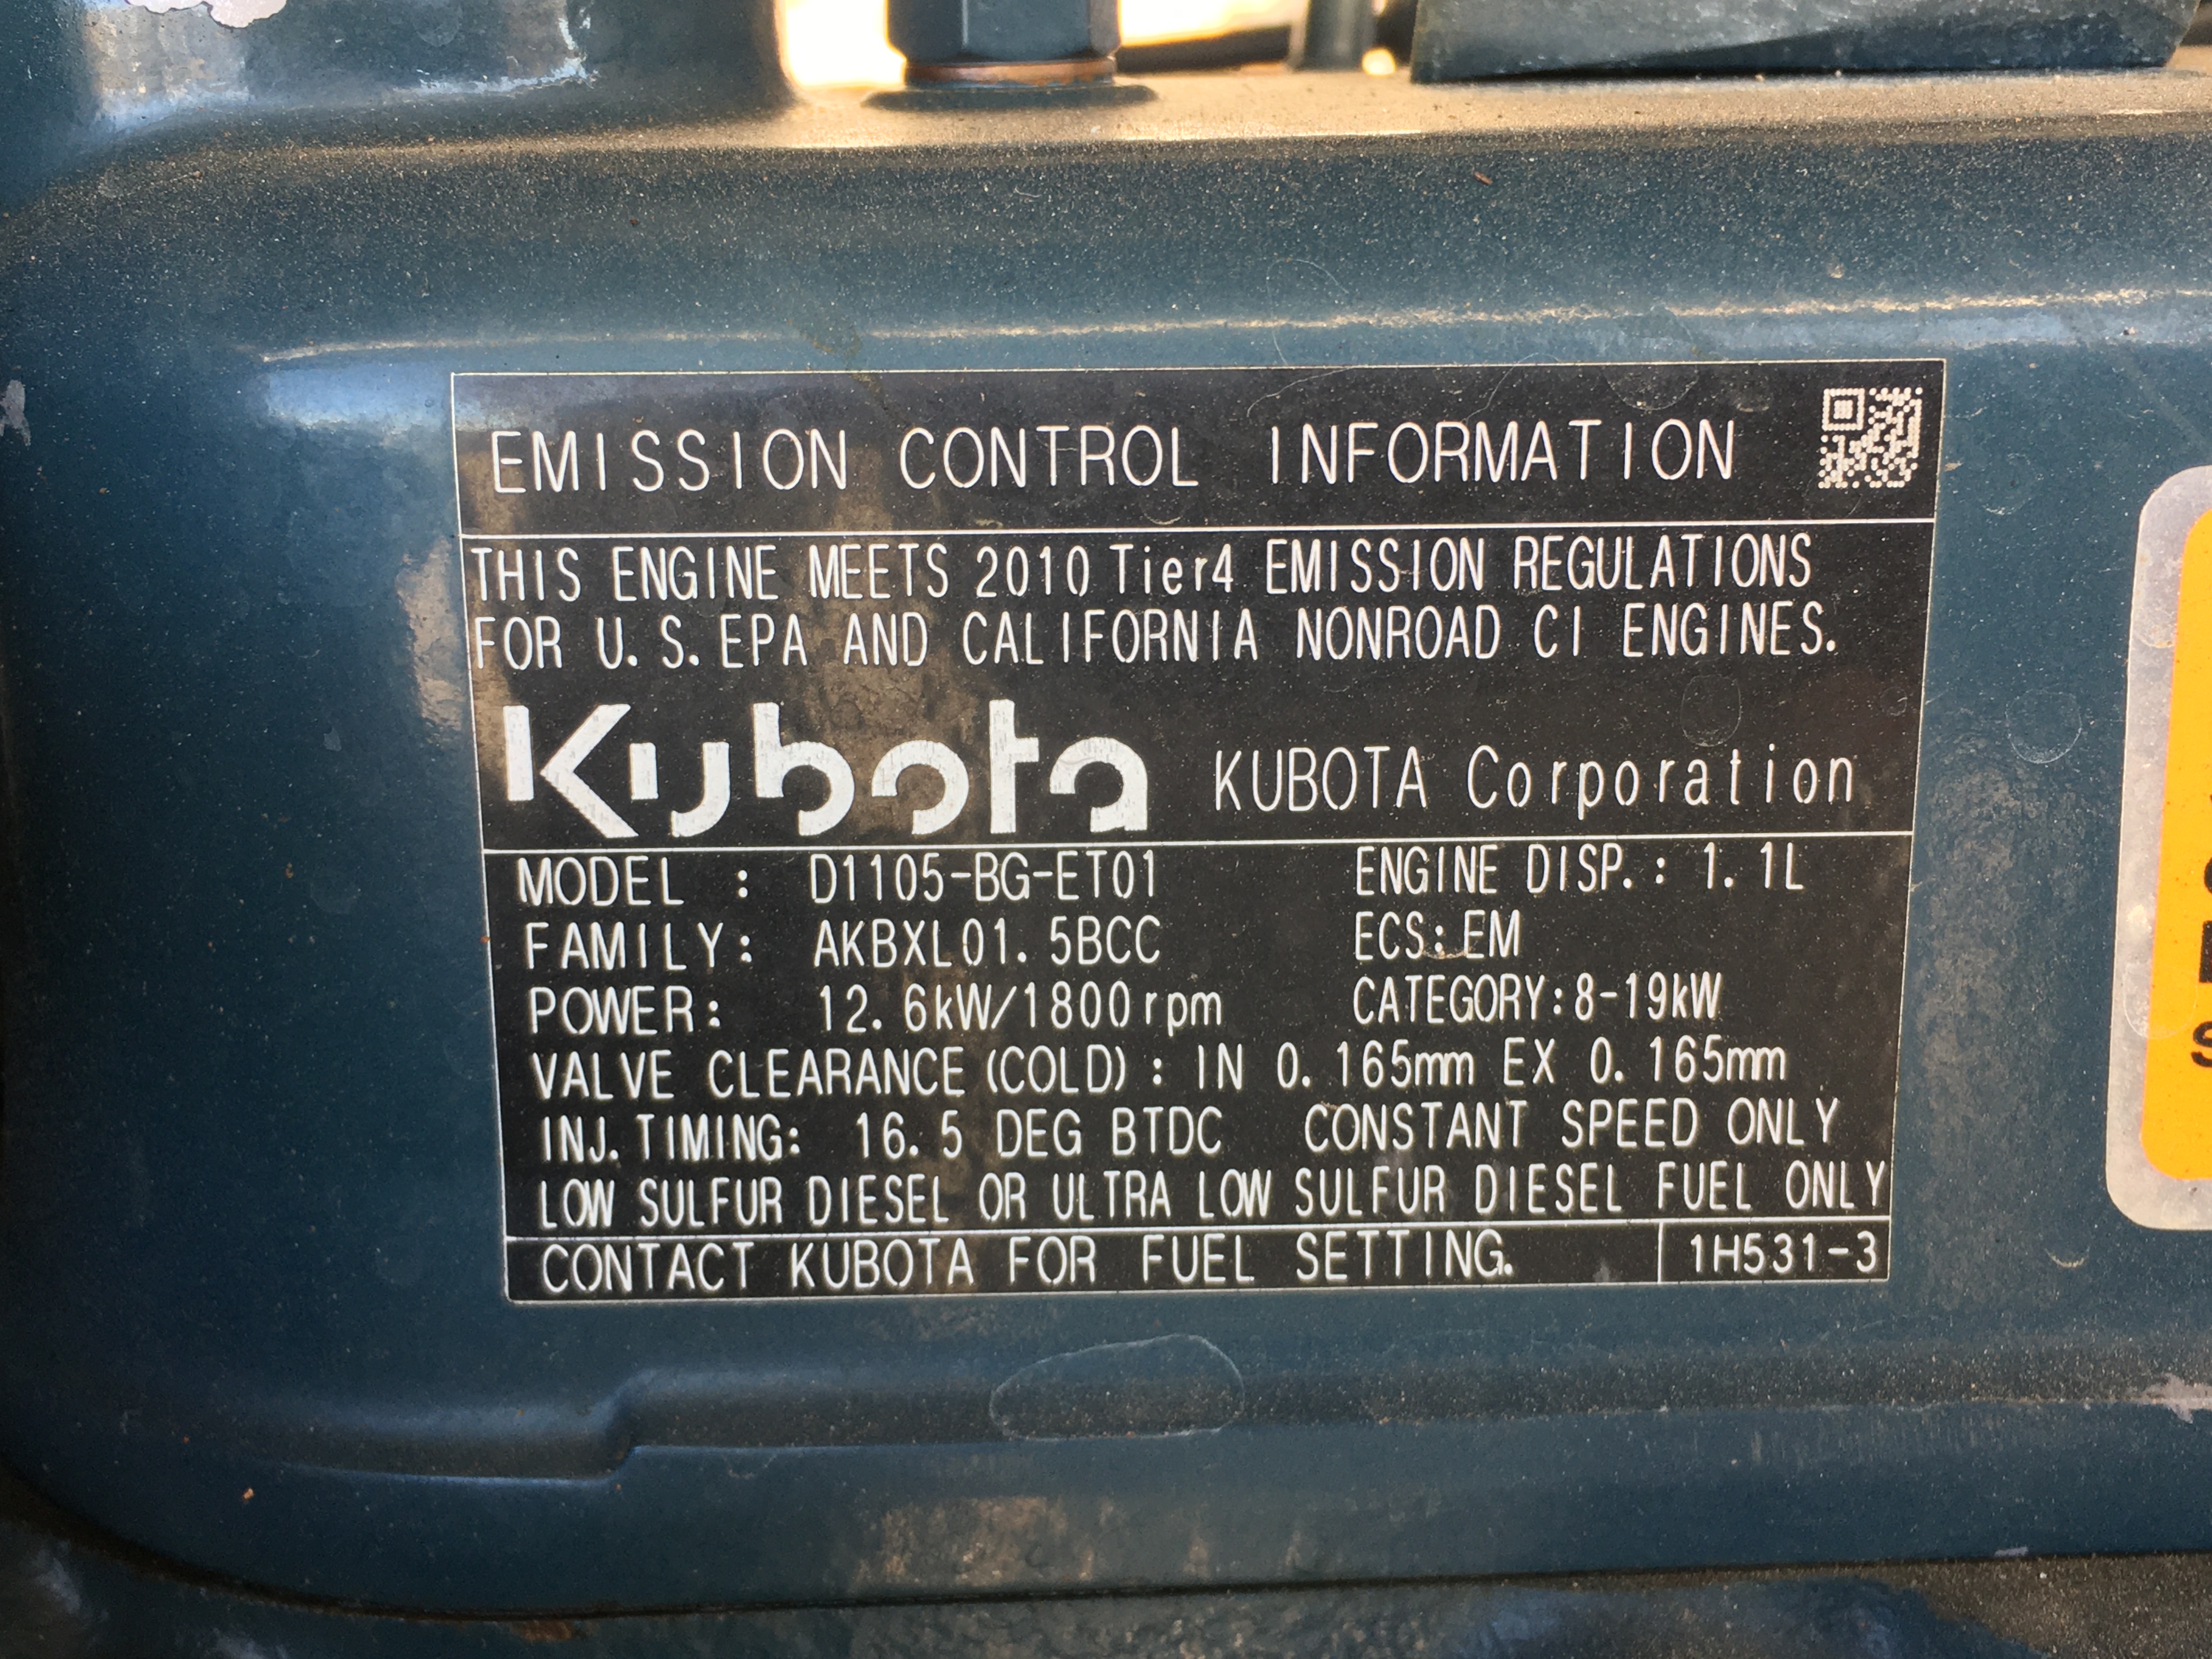 EMISSION CONTROL INFORMATION
THIS ENGINE MEETS 2010 Tier4 EMISSION REGULATIONS
FOR U.S.EPA AND CALIFORNIA NONROAD CI ENGINES.
Kubota KUBOTA Corporation
MODEL : D1105-BG-ET01 ENGINE DISP.: 1.1L
FAMILY: AKBXL01.5BCC ECS:EM
POWER: 12.6kW/1800rpm CATEGORY:8-19kW
VALVE CLEARANCE(COLD): IN 0.165mm EX 0.165mm
INJ.TIMING: 16.5 DEG BTDC CONSTANT SPEED ONLY
LOW SULFUR DIESEL OR ULTRA LOW SULFUR DIESEL FUEL ONLY
CONTACT KUBOTA FOR FUEL SETTING. 1H531-3